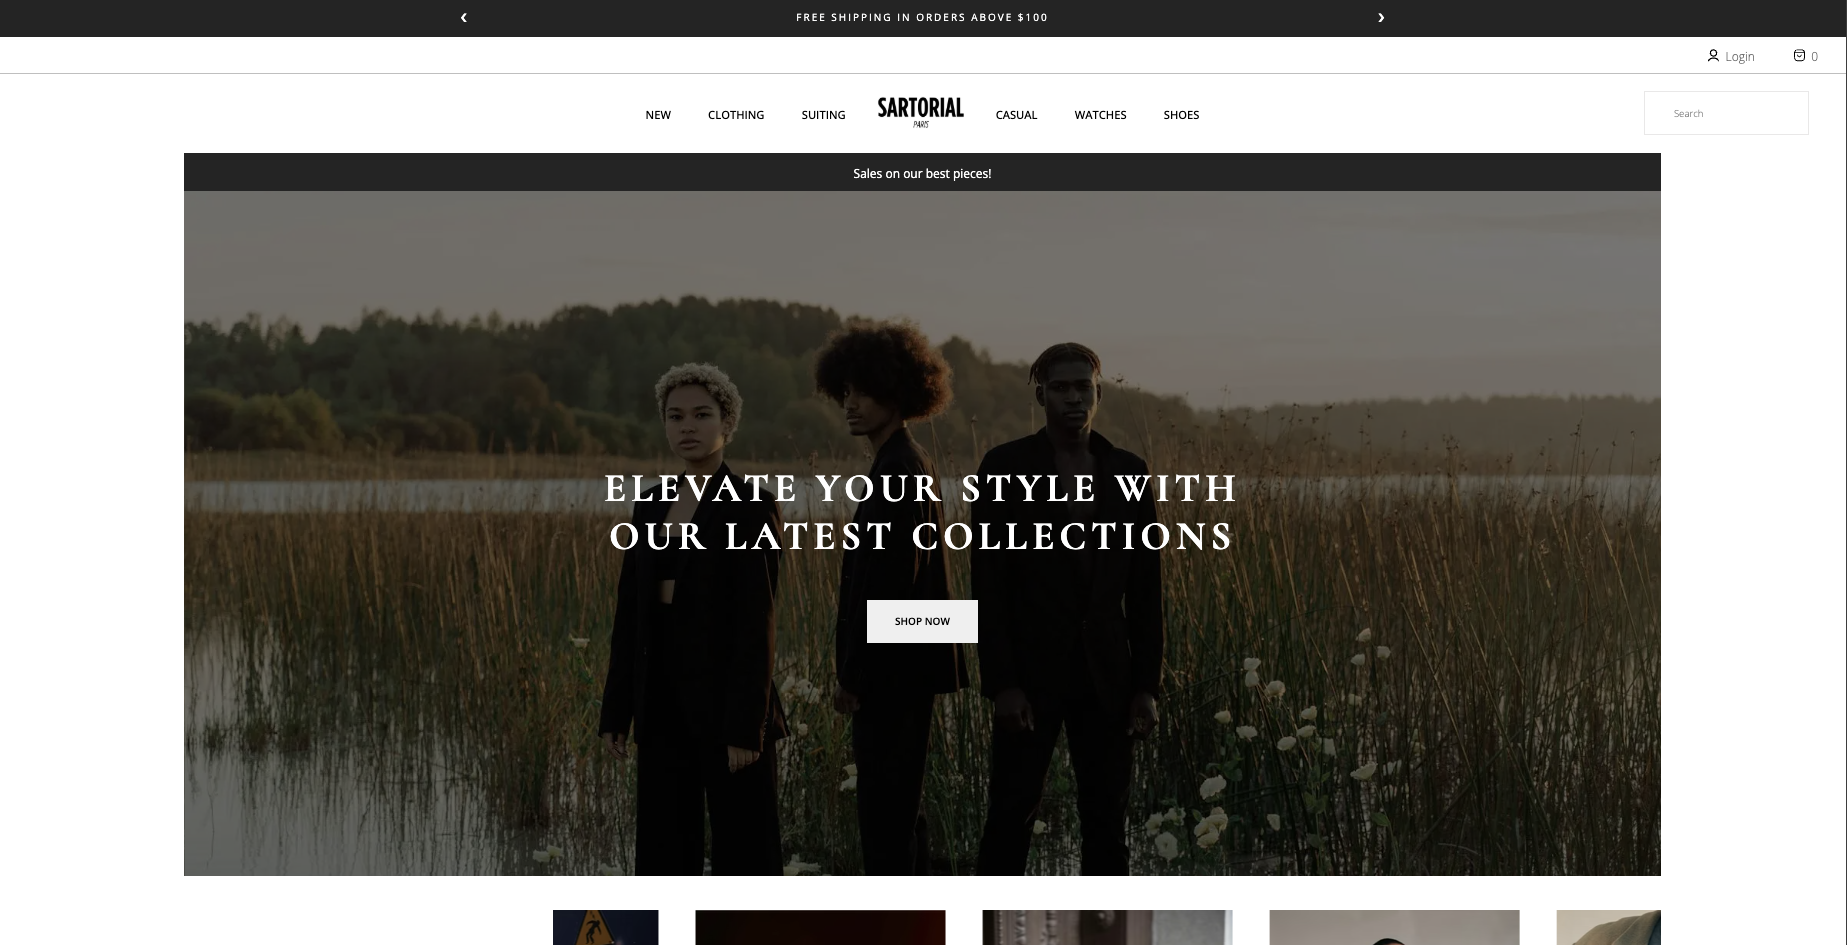 FREE SHIPPING IN ORDERS ABOVE $100
Login
0
NEW
CLOTHING
SUITING
SARTORIAL
PARIS
CASUAL
WATCHES
SHOES
Search
Sales on our best pieces!
ELEVATE YOUR STYLE WITH
OUR LATEST COLLECTIONS
SHOP NOW